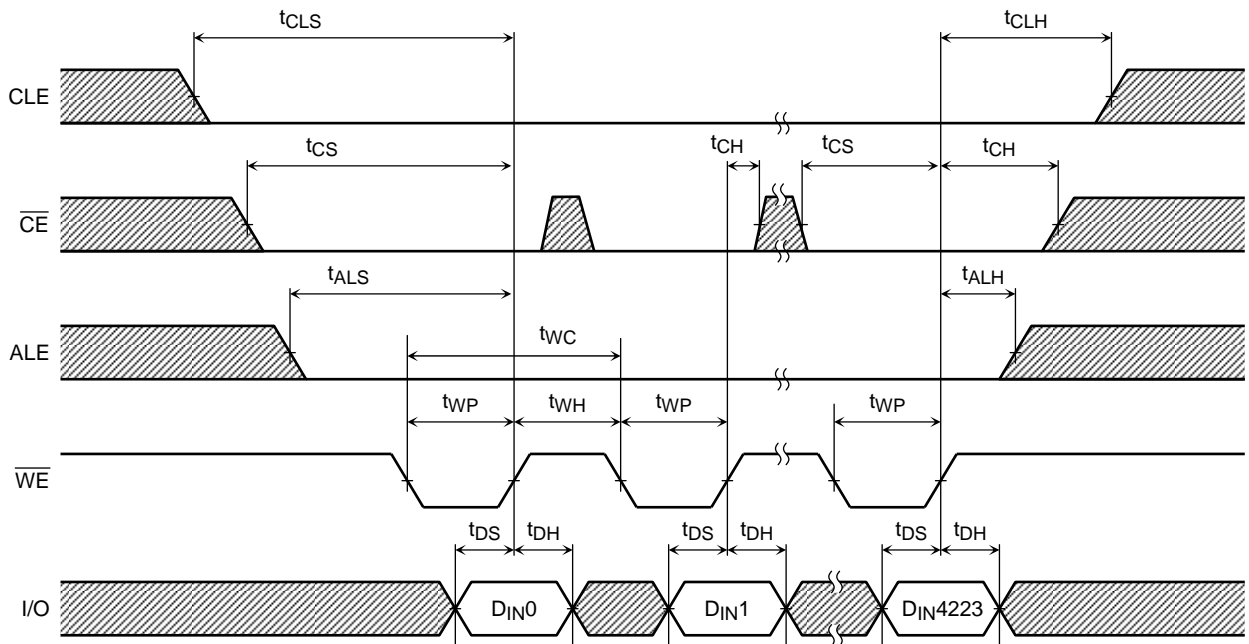 tCLS tCLH
CLE
tCS tCH tCS tCH
CE
tALS tALH
ALE
tWC
tWP tWH tWP tWP
WE
tDS tDH tDS tDH tDS tDH
I/O DIN0 DIN1 DIN4223